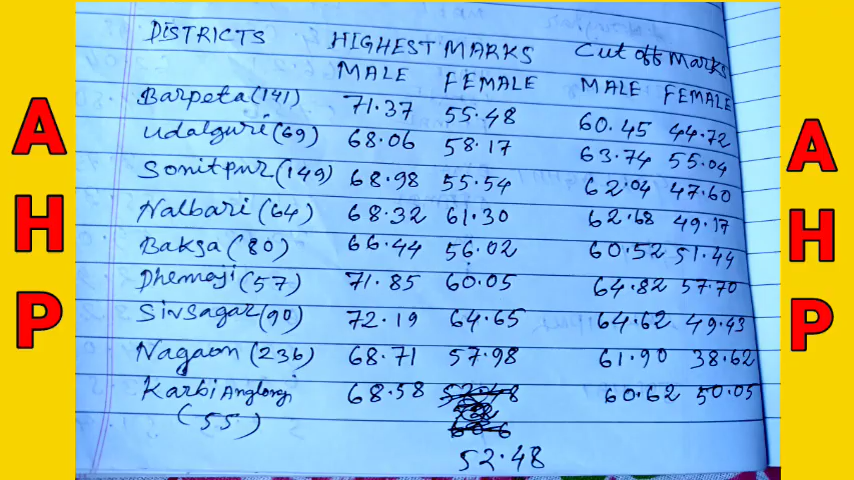 DISTRICTS HIGHEST MARKS Cut off Marks
MALE FEMALE MALE FEMALE
Barpeta (141) 71.37 55.48 60.45 44.72
Udalguri (69) 68.06 58.17 63.74 55.04
Sonitpur (149) 68.98 55.54 62.04 47.60
Nalbari (64) 68.32 61.30 62.68 49.17
Baksa (80) 66.44 56.02 60.52 51.44
Dhemaji (57) 71.85 60.05 64.82 57.70
Sivsagar (90) 72.19 64.65 64.62 49.43
Nagaon (236) 68.71 57.98 61.90 38.62
Karbi Anglong 68.58 60.62 50.05
(55)
52.48
A
H
P
A
H
P